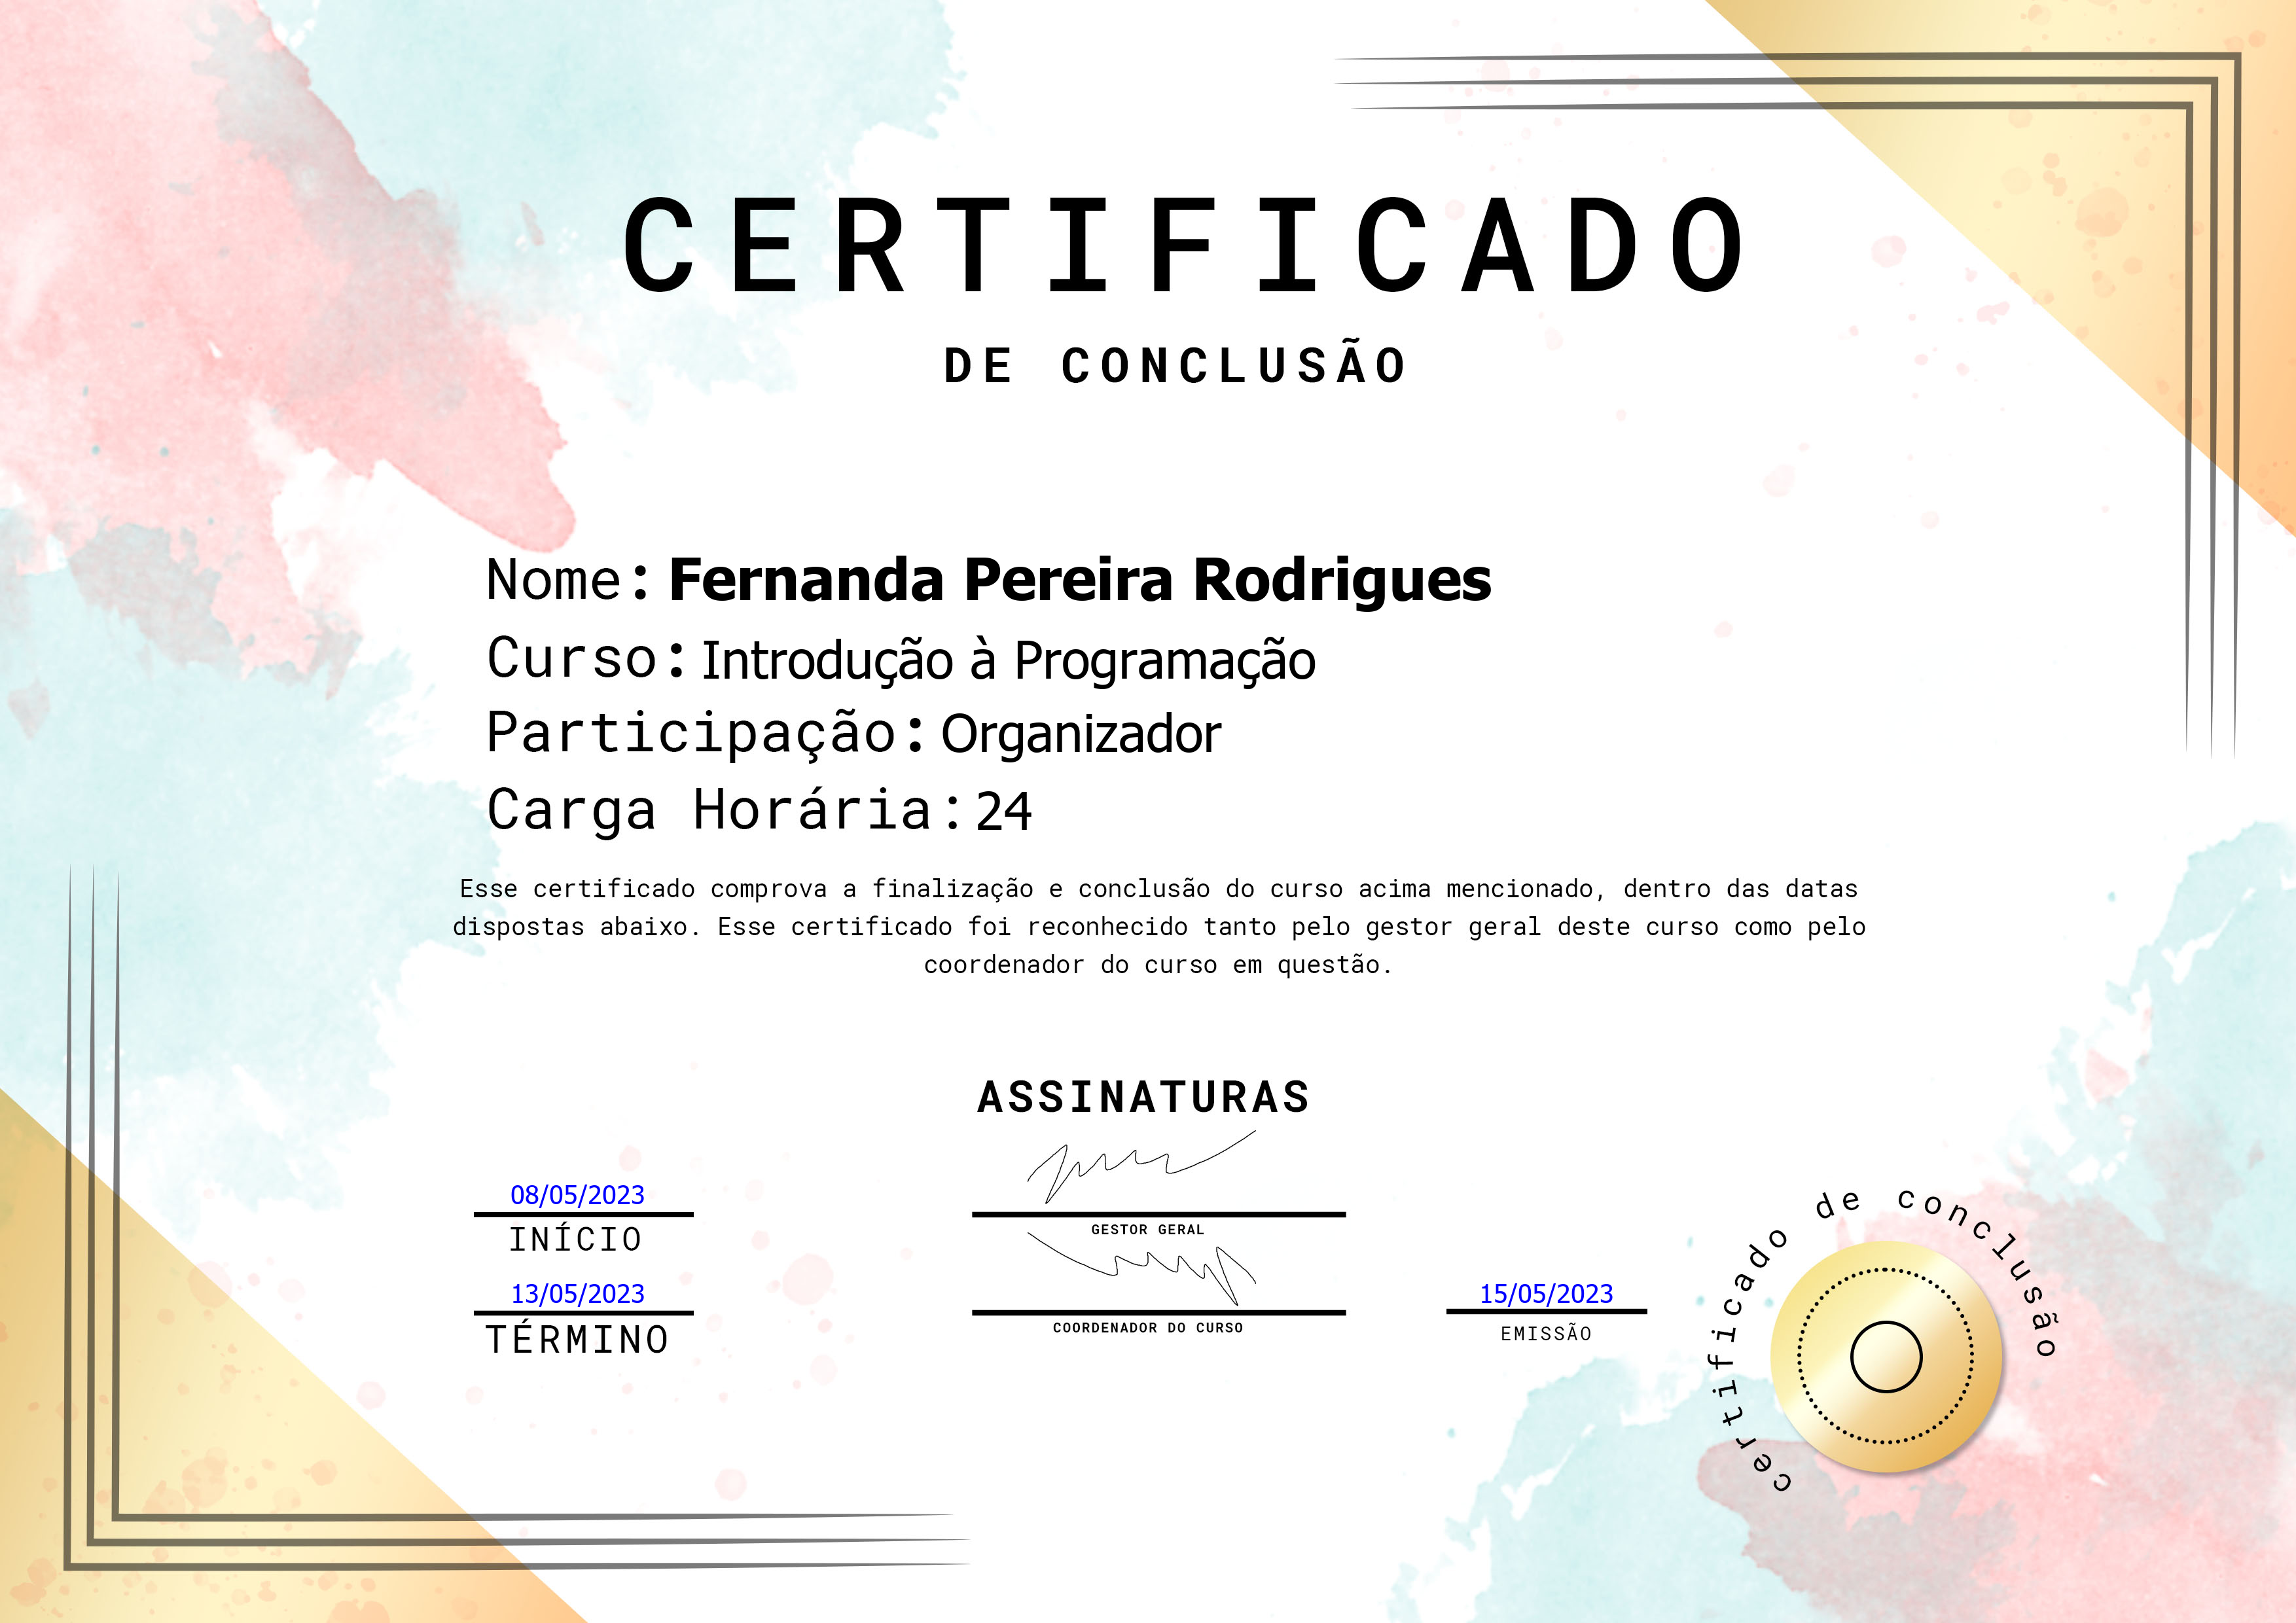 CERTIFICADO
DE CONCLUSÃO
Nome: Fernanda Pereira Rodrigues
Curso: Introdução à Programação
Participação: Organizador
Carga Horária: 24
Esse certificado comprova a finalização e conclusão do curso acima mencionado, dentro das datas
dispostas abaixo. Esse certificado foi reconhecido tanto pelo gestor geral deste curso como pelo
coordenador do curso em questão.
ASSINATURAS
08/05/2023
INÍCIO
GESTOR GERAL
13/05/2023
TÉRMINO
COORDENADOR DO CURSO
15/05/2023
EMISSÃO
certificado de conclusão